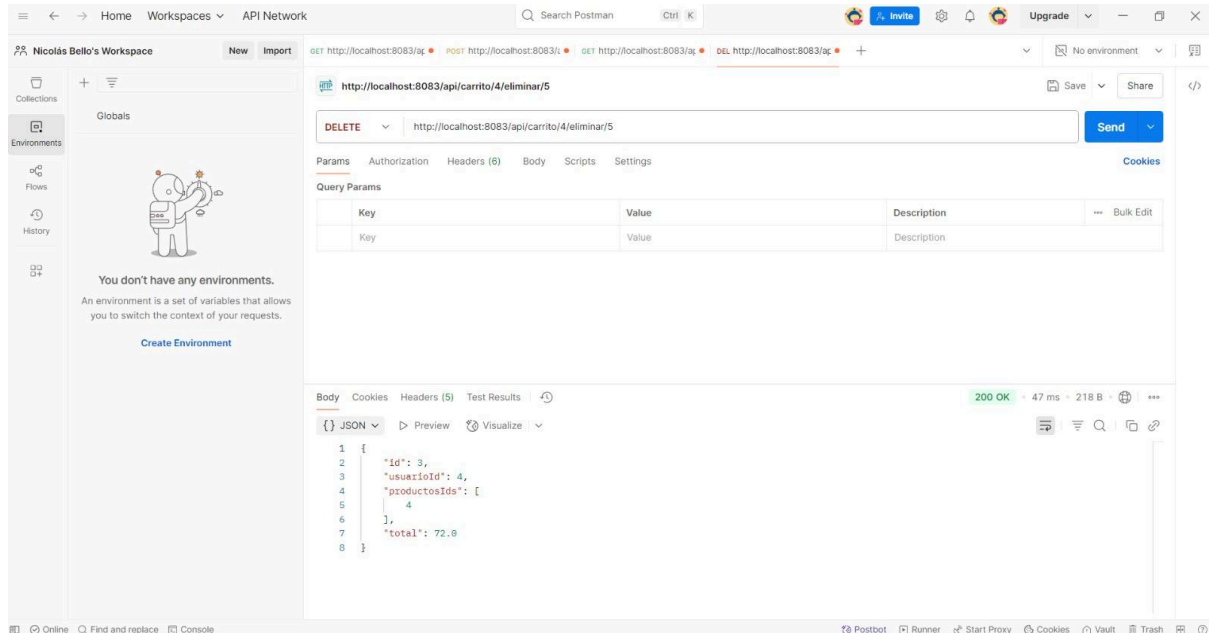 Home Workspaces API Network Search Postman Ctrl K Invite Upgrade
Nicolás Bello's Workspace New Import GET http://localhost:8083/ap POST http://localhost:8083/a GET http://localhost:8083/ap DEL http://localhost:8083/ap No environment
Collections
Environments
Flows
History
Globals
You don't have any environments.
An environment is a set of variables that allows
you to switch the context of your requests.
Create Environment
HTTP http://localhost:8083/api/carrito/4/eliminar/5 Save Share
DELETE http://localhost:8083/api/carrito/4/eliminar/5 Send
Params Authorization Headers (6) Body Scripts Settings Cookies
Query Params
Key Value Description Bulk Edit
Key Value Description
Body Cookies Headers (5) Test Results 200 OK 47 ms 218 B
{} JSON Preview Visualize
1 {
2 "id": 3,
3 "usuarioId": 4,
4 "productosIds": [
5 4
6 ],
7 "total": 72.0
8 }
Online Find and replace Console Postbot Runner Start Proxy Cookies Vault Trash